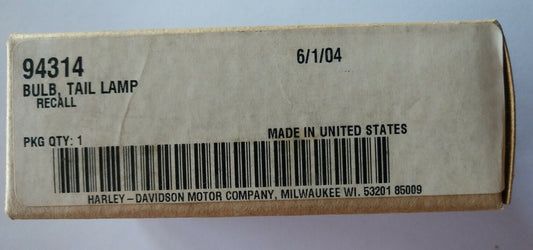 94314 6/1/04
BULB, TAIL LAMP
RECALL
PKG QTY: 1 MADE IN UNITED STATES
HARLEY-DAVIDSON MOTOR COMPANY, MILWAUKEE WI. 53201 85009